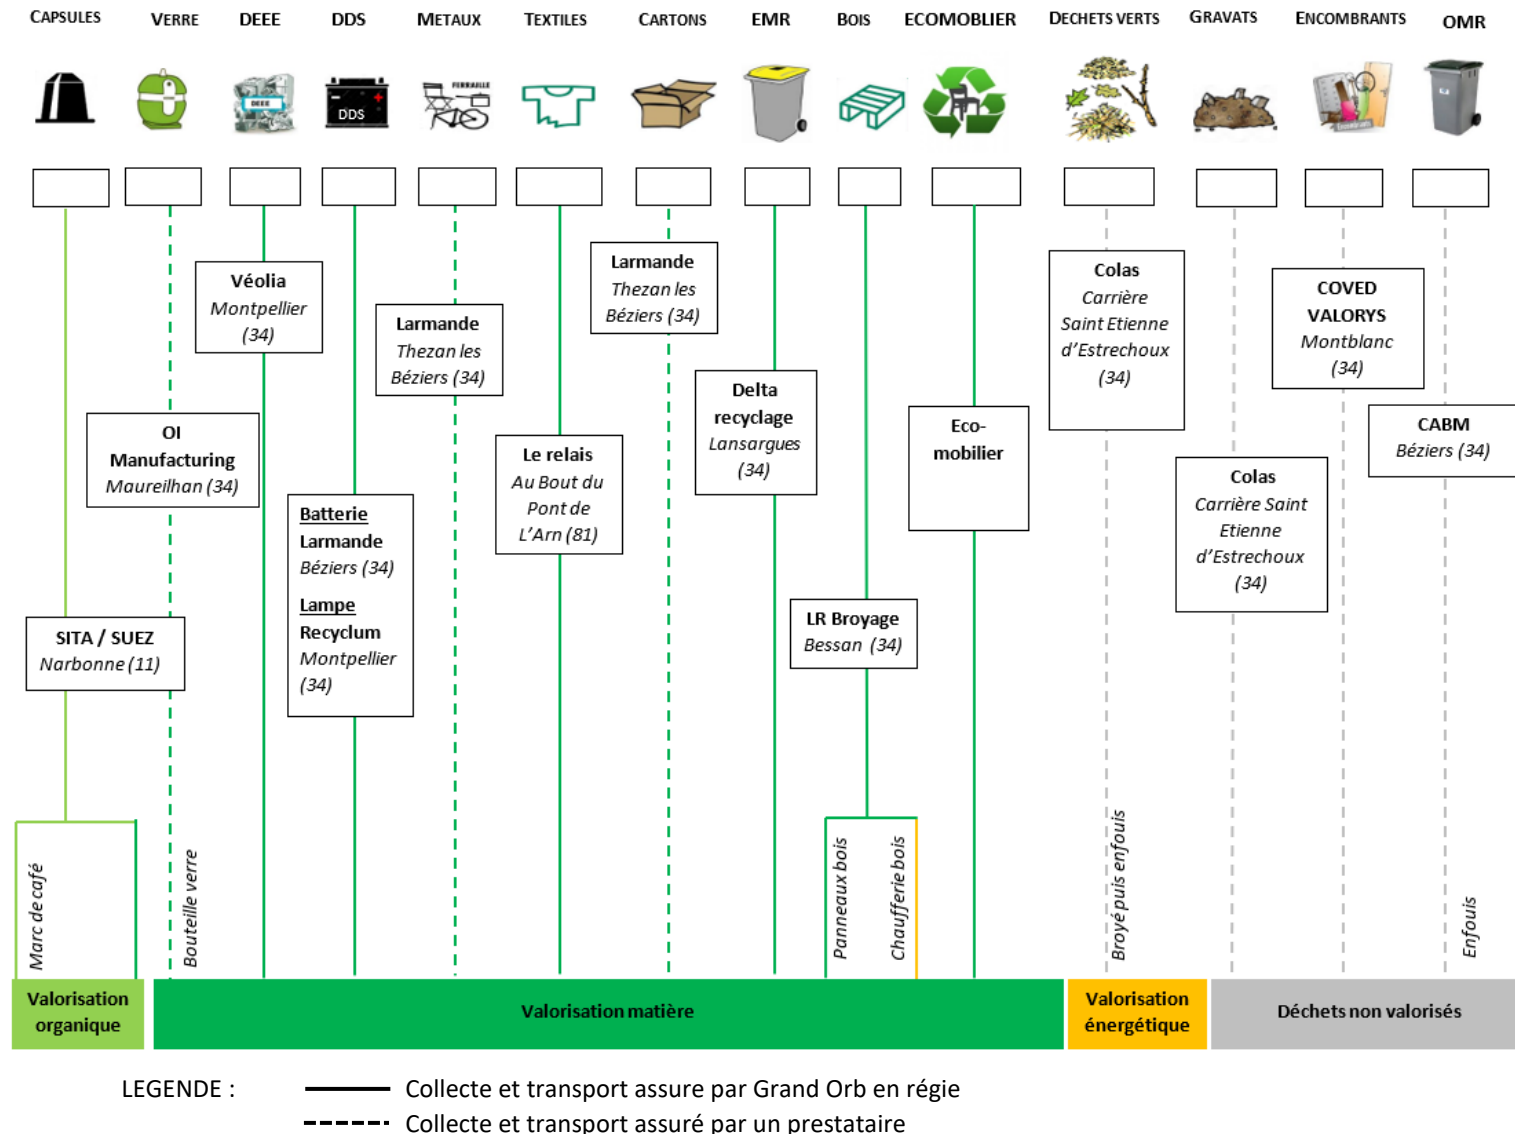 CAPSULES
VERRE
DEEE
DDS
METAUX
TEXTILES
CARTONS
EMR
BOIS
ECOMOBLIER
DECHETS VERTS
GRAVATS
ENCOMBRANTS
OMR
DEEE
DDS
FERRAILLE
Encombrants
Véolia
Montpellier
(34)
Larmande
Thezan les
Béziers (34)
Larmande
Thezan les
Béziers (34)
Colas
Carrière
Saint Etienne
d'Estrechoux
(34)
COVED
VALORYS
Montblanc
(34)
OI
Manufacturing
Maureilhan (34)
Le relais
Au Bout du
Pont de
L'Arn (81)
Delta
recyclage
Lansargues
(34)
Eco-
mobilier
CABM
Béziers (34)
Batterie
Larmande
Béziers (34)
Lampe
Recyclum
Montpellier
(34)
Colas
Carrière Saint
Etienne
d'Estrechoux
(34)
SITA / SUEZ
Narbonne (11)
LR Broyage
Bessan (34)
Marc de café
Bouteille verre
Panneaux bois
Chaufferie bois
Broyé puis enfouis
Enfouis
Valorisation
organique
Valorisation matière
Valorisation
énergétique
Déchets non valorisés
LEGENDE :
Collecte et transport assure par Grand Orb en régie
Collecte et transport assuré par un prestataire